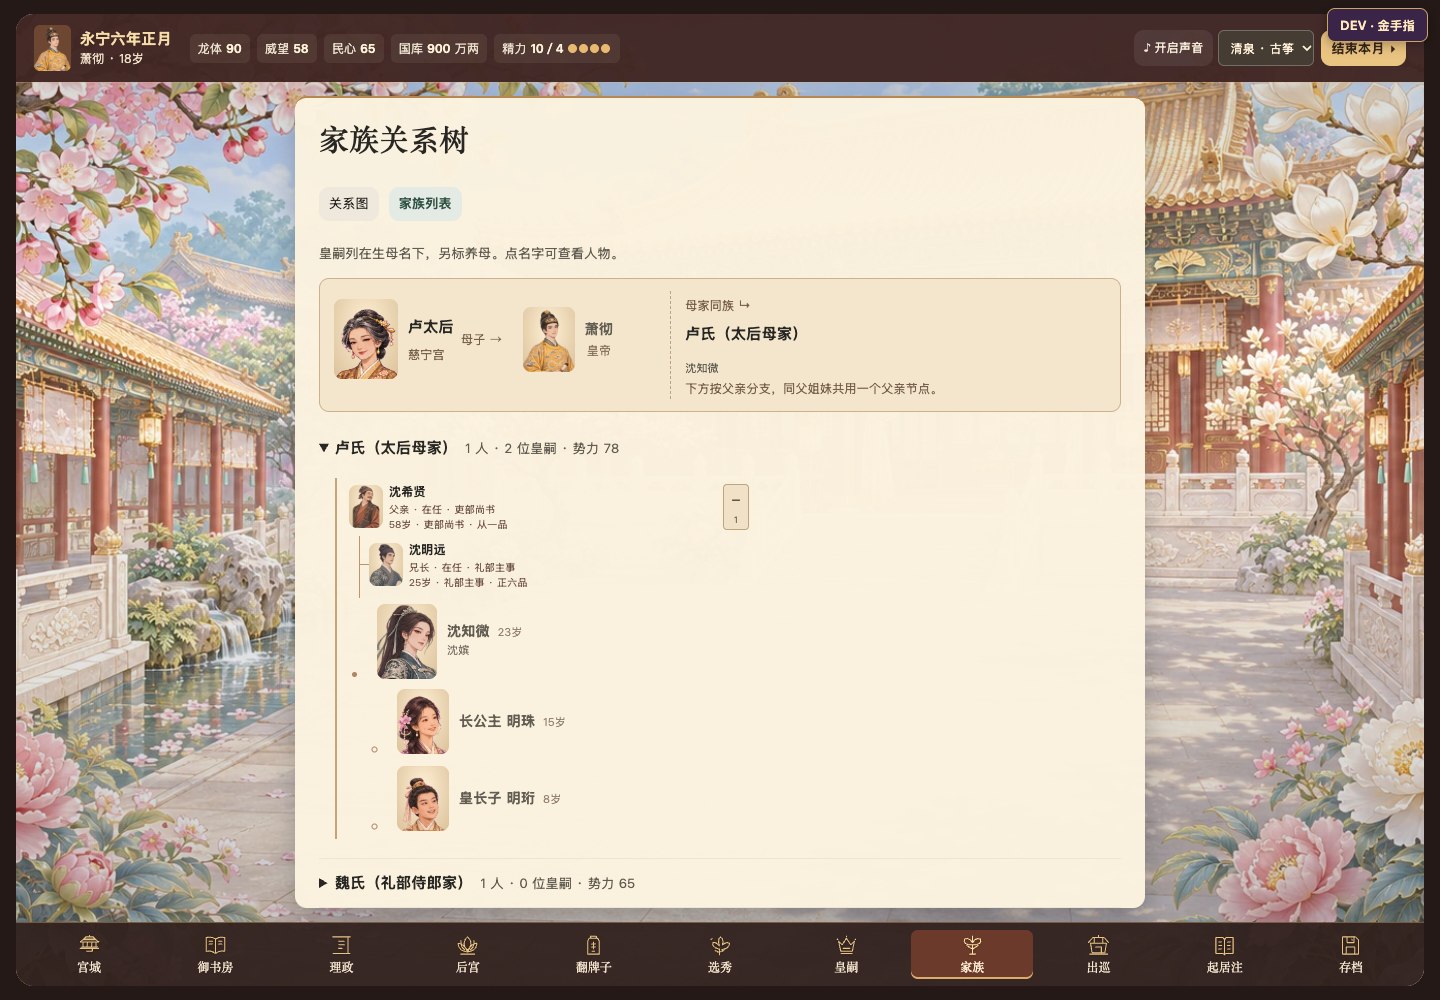 永宁六年正月
萧彻 · 18岁
龙体 90
威望 58
民心 65
国库 900 万两
精力 10 / 4
♪ 开启声音
清泉 · 古筝
DEV · 金手指
结束本月 ›
家族关系树
关系图
家族列表
皇嗣列在生母名下，另标养母。点名字可查看人物。
卢太后
慈宁宫
母子 →
萧彻
皇帝
母家同族 ↪
卢氏（太后母家）
沈知微
下方按父亲分支，同父姐妹共用一个父亲节点。
▼ 卢氏（太后母家） 1 人 · 2 位皇嗣 · 势力 78
沈希贤
父亲 · 在任 · 吏部尚书
58岁 · 吏部尚书 · 从一品
−
1
沈明远
兄长 · 在任 · 礼部主事
25岁 · 礼部主事 · 正六品
沈知微 23岁
沈嫔
长公主 明珠 15岁
皇长子 明珩 8岁
▶ 魏氏（礼部侍郎家） 1 人 · 0 位皇嗣 · 势力 65
宫城
御书房
理政
后宫
翻牌子
选秀
皇嗣
家族
出巡
起居注
存档